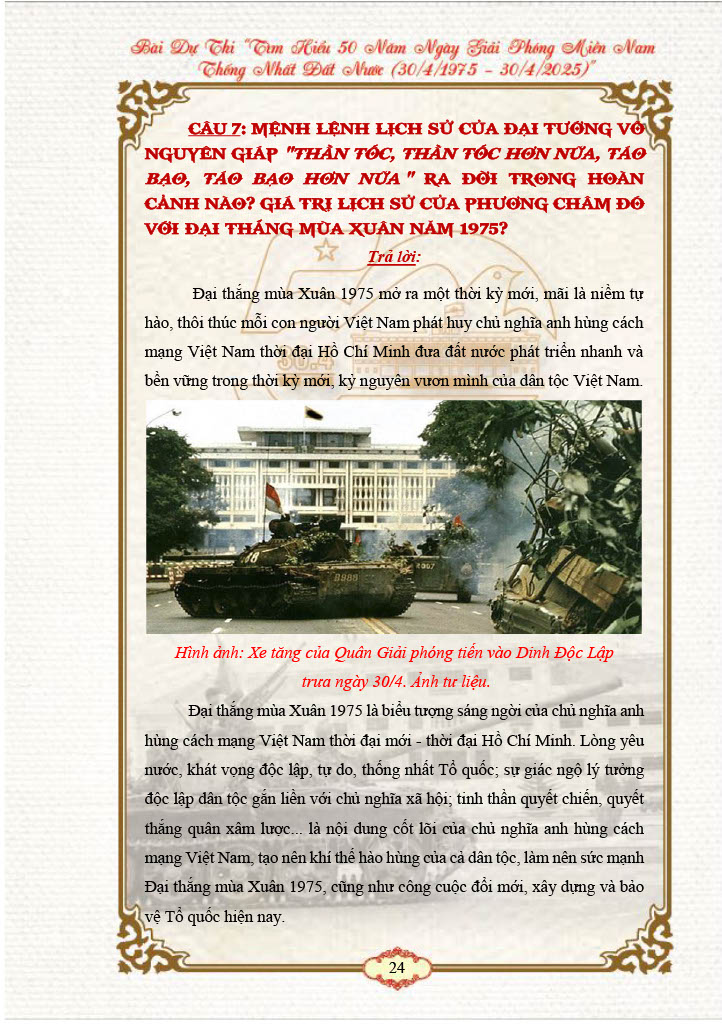 Bài Dự Thi "Tìm Hiểu 50 Năm Ngày Giải Phóng Miền Nam
Thống Nhất Đất Nước (30/4/1975 - 30/4/2025)"
CÂU 7: MỆNH LỆNH LỊCH SỬ CỦA ĐẠI TƯỚNG VÕ
NGUYÊN GIÁP "THẦN TỐC, THẦN TỐC HƠN NỮA, TÁO
BẠO, TÁO BẠO HƠN NỮA" RA ĐỜI TRONG HOÀN
CẢNH NÀO? GIÁ TRỊ LỊCH SỬ CỦA PHƯƠNG CHÂM ĐÓ
VỚI ĐẠI THẮNG MÙA XUÂN NĂM 1975?
Trả lời:
Đại thắng mùa Xuân 1975 mở ra một thời kỳ mới, mãi là niềm tự
hào, thôi thúc mỗi con người Việt Nam phát huy chủ nghĩa anh hùng cách
mạng Việt Nam thời đại Hồ Chí Minh đưa đất nước phát triển nhanh và
bền vững trong thời kỳ mới, kỷ nguyên vươn mình của dân tộc Việt Nam.
30.4
B888
4007
Hình ảnh: Xe tăng của Quân Giải phóng tiến vào Dinh Độc Lập
trưa ngày 30/4. Ảnh tư liệu.
Đại thắng mùa Xuân 1975 là biểu tượng sáng ngời của chủ nghĩa anh
hùng cách mạng Việt Nam thời đại mới - thời đại Hồ Chí Minh. Lòng yêu
nước, khát vọng độc lập, tự do, thống nhất Tổ quốc; sự giác ngộ lý tưởng
độc lập dân tộc gắn liền với chủ nghĩa xã hội; tinh thần quyết chiến, quyết
thắng quân xâm lược... là nội dung cốt lõi của chủ nghĩa anh hùng cách
mạng Việt Nam, tạo nên khí thế hào hùng của cả dân tộc, làm nên sức mạnh
Đại thắng mùa Xuân 1975, cũng như công cuộc đổi mới, xây dựng và bảo
vệ Tổ quốc hiện nay.
24